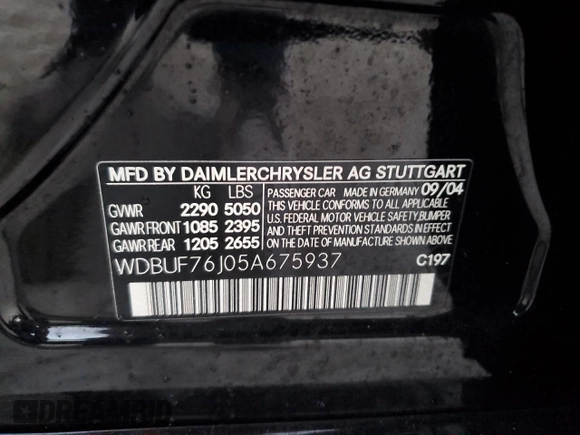 MFD BY DAIMLERCHRYSLER AG STUTTGART
KG LBS
GVWR 2290 5050
GAWR FRONT 1085 2395
GAWR REAR 1205 2655
PASSENGER CAR MADE IN GERMANY 09/04
THIS VEHICLE CONFORMS TO ALL APPLICABLE
U.S. FEDERAL MOTOR VEHICLE SAFETY, BUMPER
AND THEFT PREVENTION STANDARDS IN EFFECT
ON THE DATE OF MANUFACTURE SHOWN ABOVE.
WDBUF76J05A675937
C197
DREAMBID